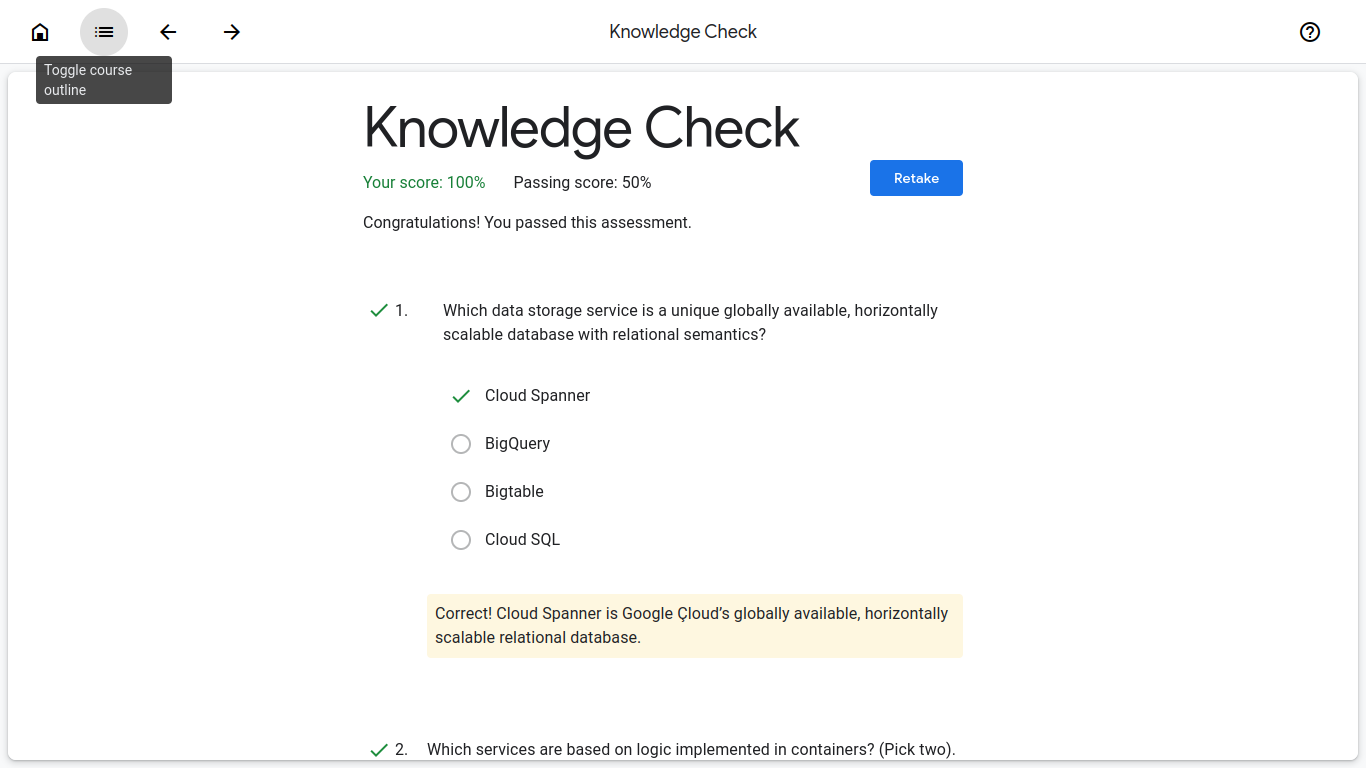 Knowledge Check
Toggle course
outline
Knowledge Check
Your score: 100% Passing score: 50%
Retake
Congratulations! You passed this assessment.
1. Which data storage service is a unique globally available, horizontally
scalable database with relational semantics?
Cloud Spanner
BigQuery
Bigtable
Cloud SQL
Correct! Cloud Spanner is Google Çloud’s globally available, horizontally
scalable relational database.
2. Which services are based on logic implemented in containers? (Pick two).